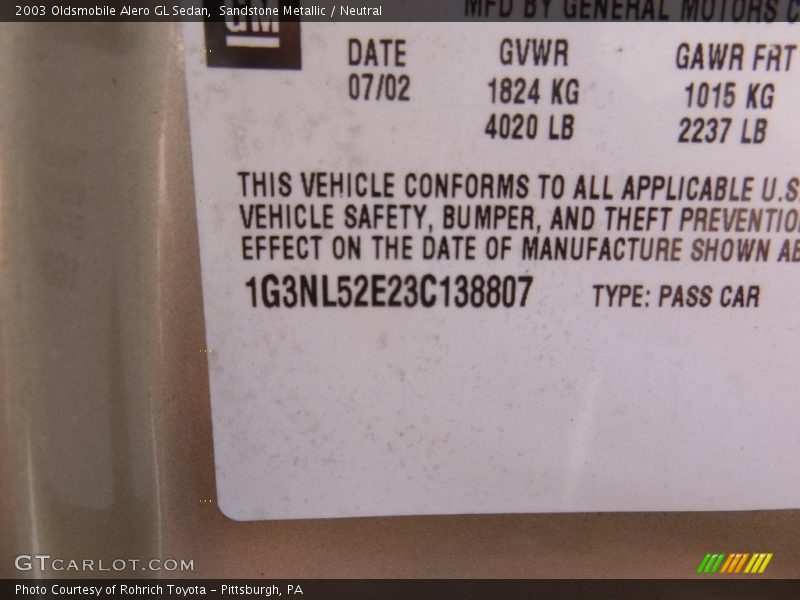 2003 Oldsmobile Alero GL Sedan, Sandstone Metallic / Neutral
MFD BY GENERAL MOTORS
GM
DATE GVWR GAWR FRT
07/02 1824 KG 1015 KG
4020 LB 2237 LB
THIS VEHICLE CONFORMS TO ALL APPLICABLE U.S.
VEHICLE SAFETY, BUMPER, AND THEFT PREVENTIO
EFFECT ON THE DATE OF MANUFACTURE SHOWN AB
1G3NL52E23C138807 TYPE: PASS CAR
GTCARLOT.COM
Photo Courtesy of Rohrich Toyota – Pittsburgh, PA